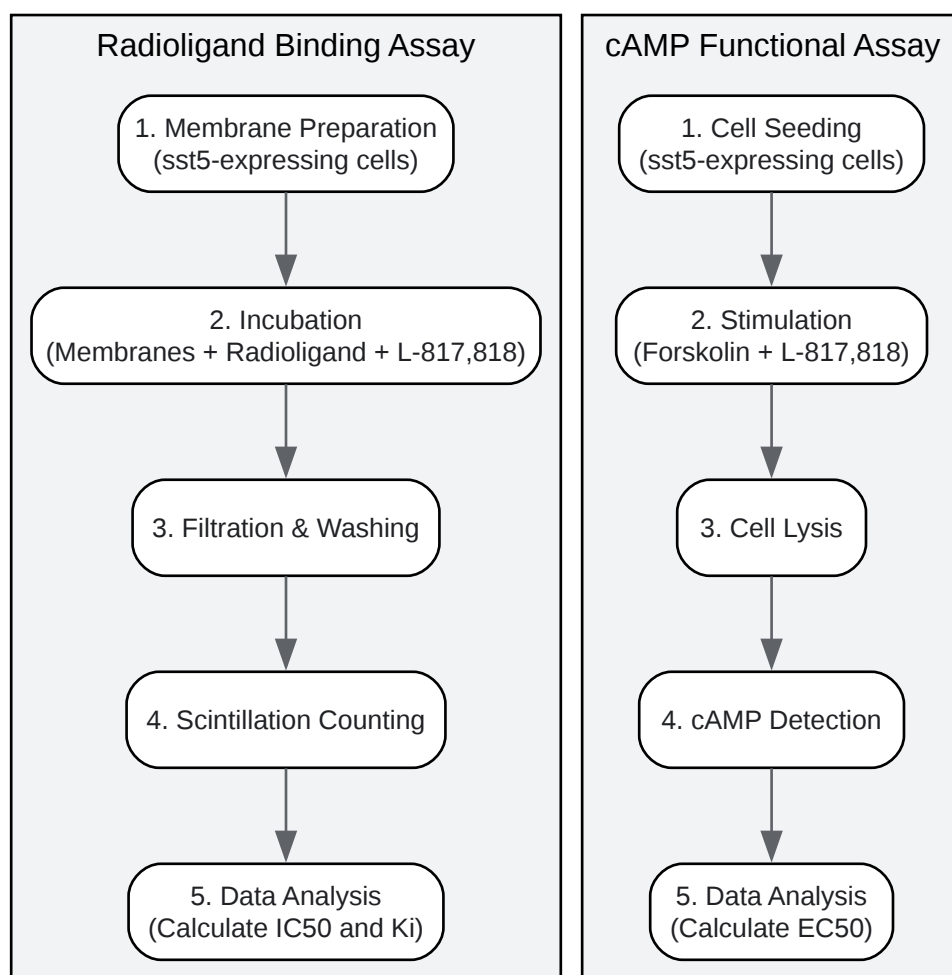 Radioligand Binding Assay
1. Membrane Preparation
(sst5-expressing cells)
2. Incubation
(Membranes + Radioligand + L-817,818)
3. Filtration & Washing
4. Scintillation Counting
5. Data Analysis
(Calculate IC50 and Ki)
cAMP Functional Assay
1. Cell Seeding
(sst5-expressing cells)
2. Stimulation
(Forskolin + L-817,818)
3. Cell Lysis
4. cAMP Detection
5. Data Analysis
(Calculate EC50)